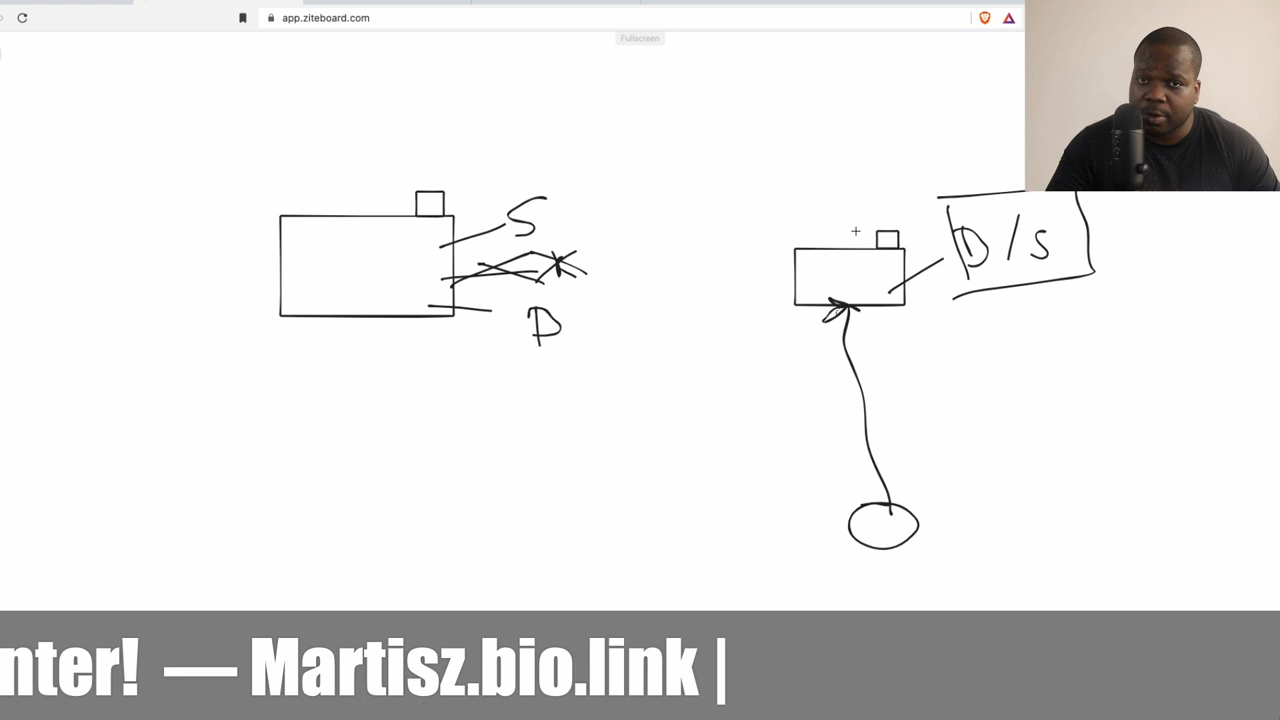 app.ziteboard.com
Fullscreen
S
D
D/S
nter! — Martisz.bio.link |